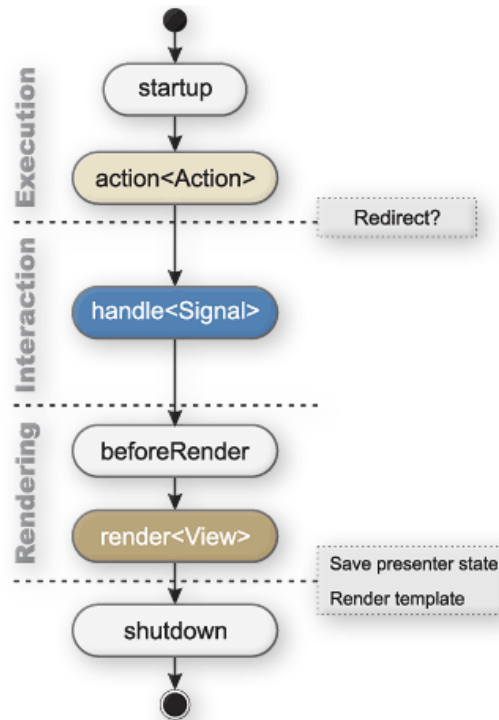 Execution
startup
action<Action>
Redirect?
Interaction
handle<Signal>
Rendering
beforeRender
render<View>
Save presenter state
Render template
shutdown